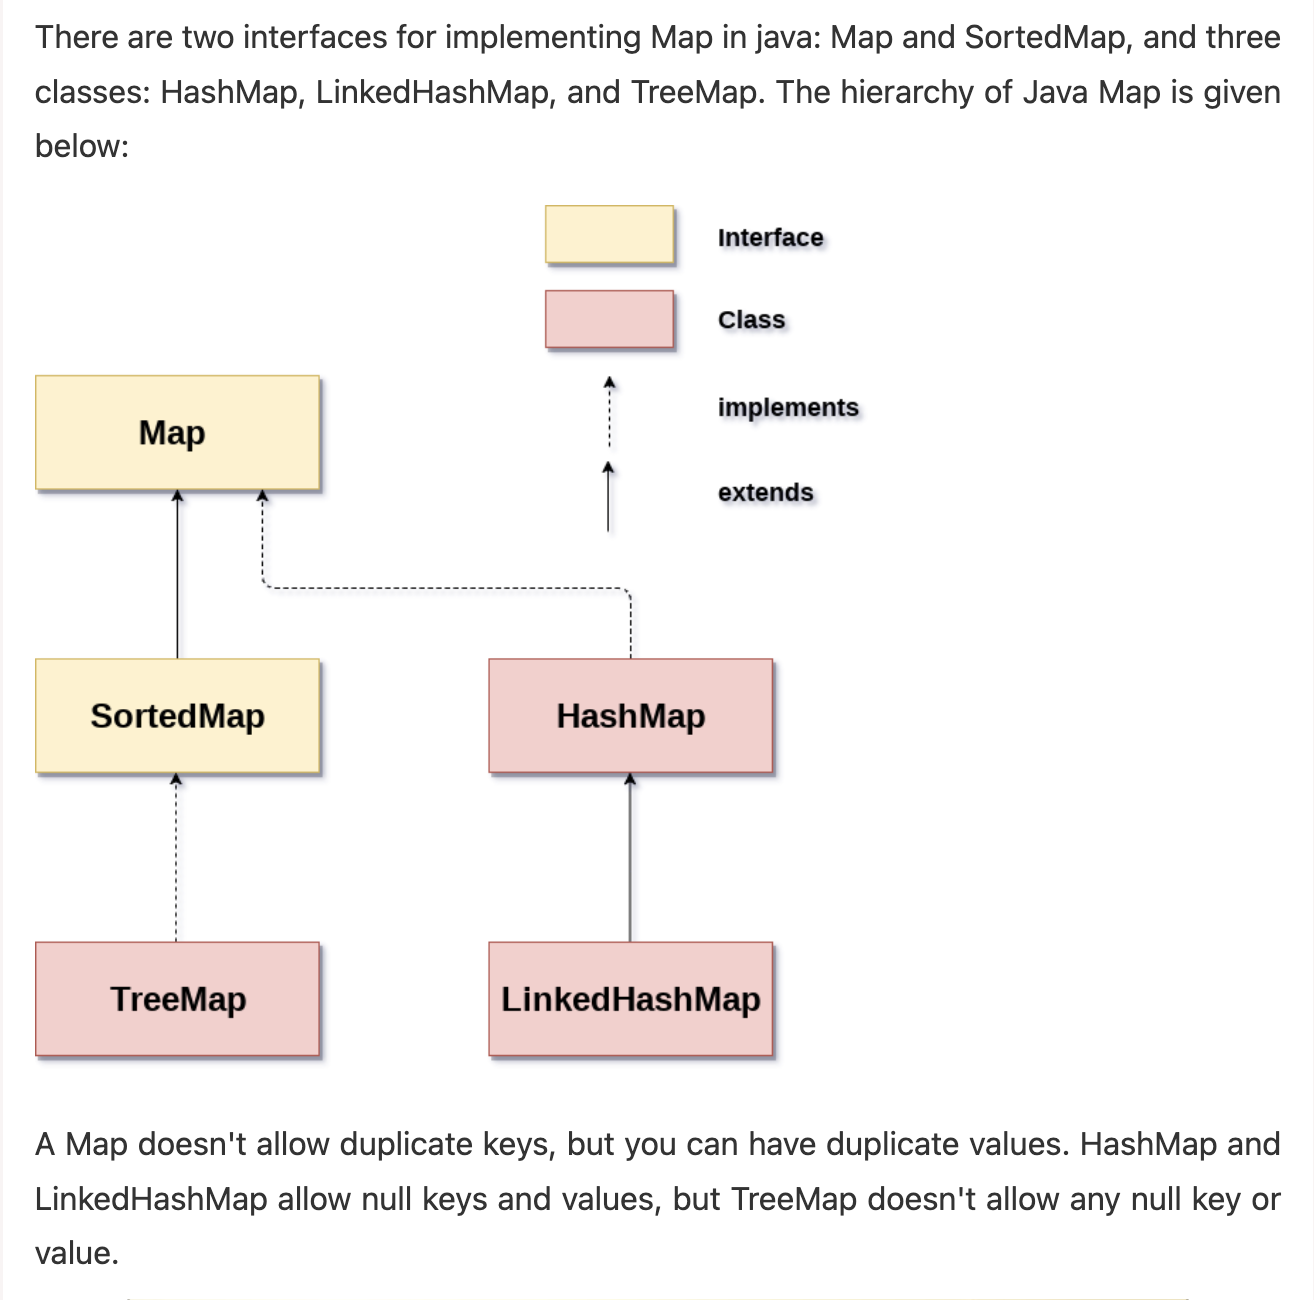 There are two interfaces for implementing Map in java: Map and SortedMap, and three
classes: HashMap, LinkedHashMap, and TreeMap. The hierarchy of Java Map is given
below:
Interface
Class
implements
extends
Map
SortedMap
HashMap
TreeMap
LinkedHashMap
A Map doesn't allow duplicate keys, but you can have duplicate values. HashMap and
LinkedHashMap allow null keys and values, but TreeMap doesn't allow any null key or
value.